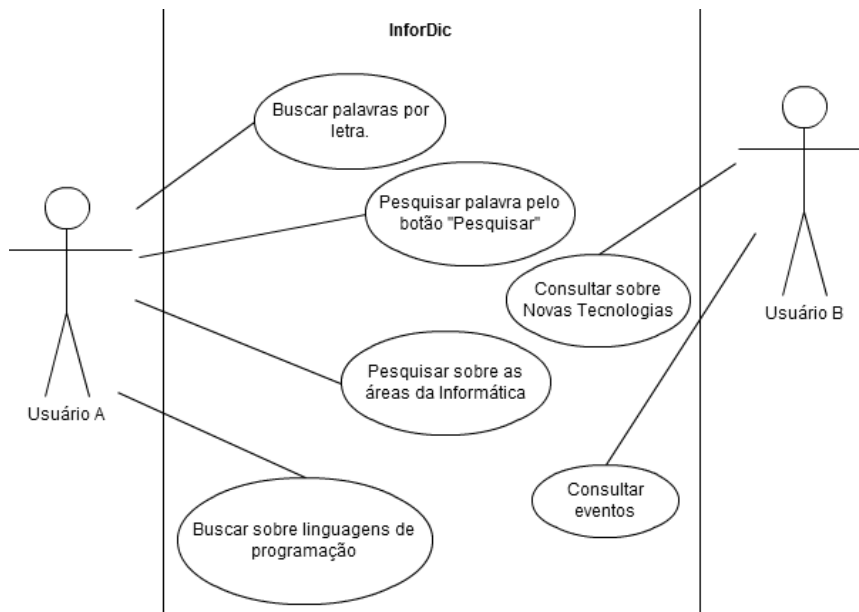 InforDic
Buscar palavras por
letra.
Pesquisar palavra pelo
botão "Pesquisar"
Consultar sobre
Novas Tecnologias
Usuário B
Pesquisar sobre as
áreas da Informática
Usuário A
Consultar
eventos
Buscar sobre linguagens de
programação